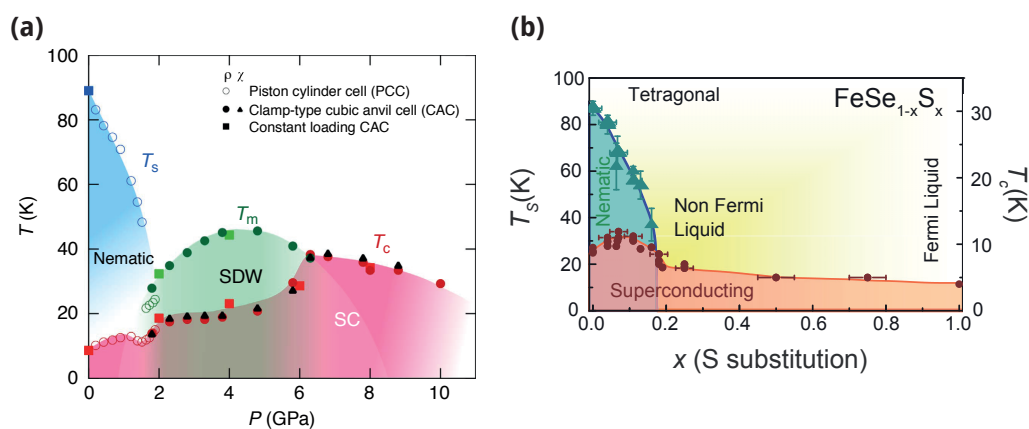 (a)
100
80
60
40
20
0
T (K)
0
2
4
6
8
10
P (GPa)
ρ χ
Piston cylinder cell (PCC)
Clamp-type cubic anvil cell (CAC)
Constant loading CAC
Ts
Tm
Tc
Nematic
SDW
SC
(b)
100
80
60
40
20
0
TS(K)
Tetragonal
FeSe1-xSx
Nematic
Non Fermi
Liquid
Fermi Liquid
Superconducting
30
20
10
0
Tc(K)
0.0
0.2
0.4
0.6
0.8
1.0
x (S substitution)